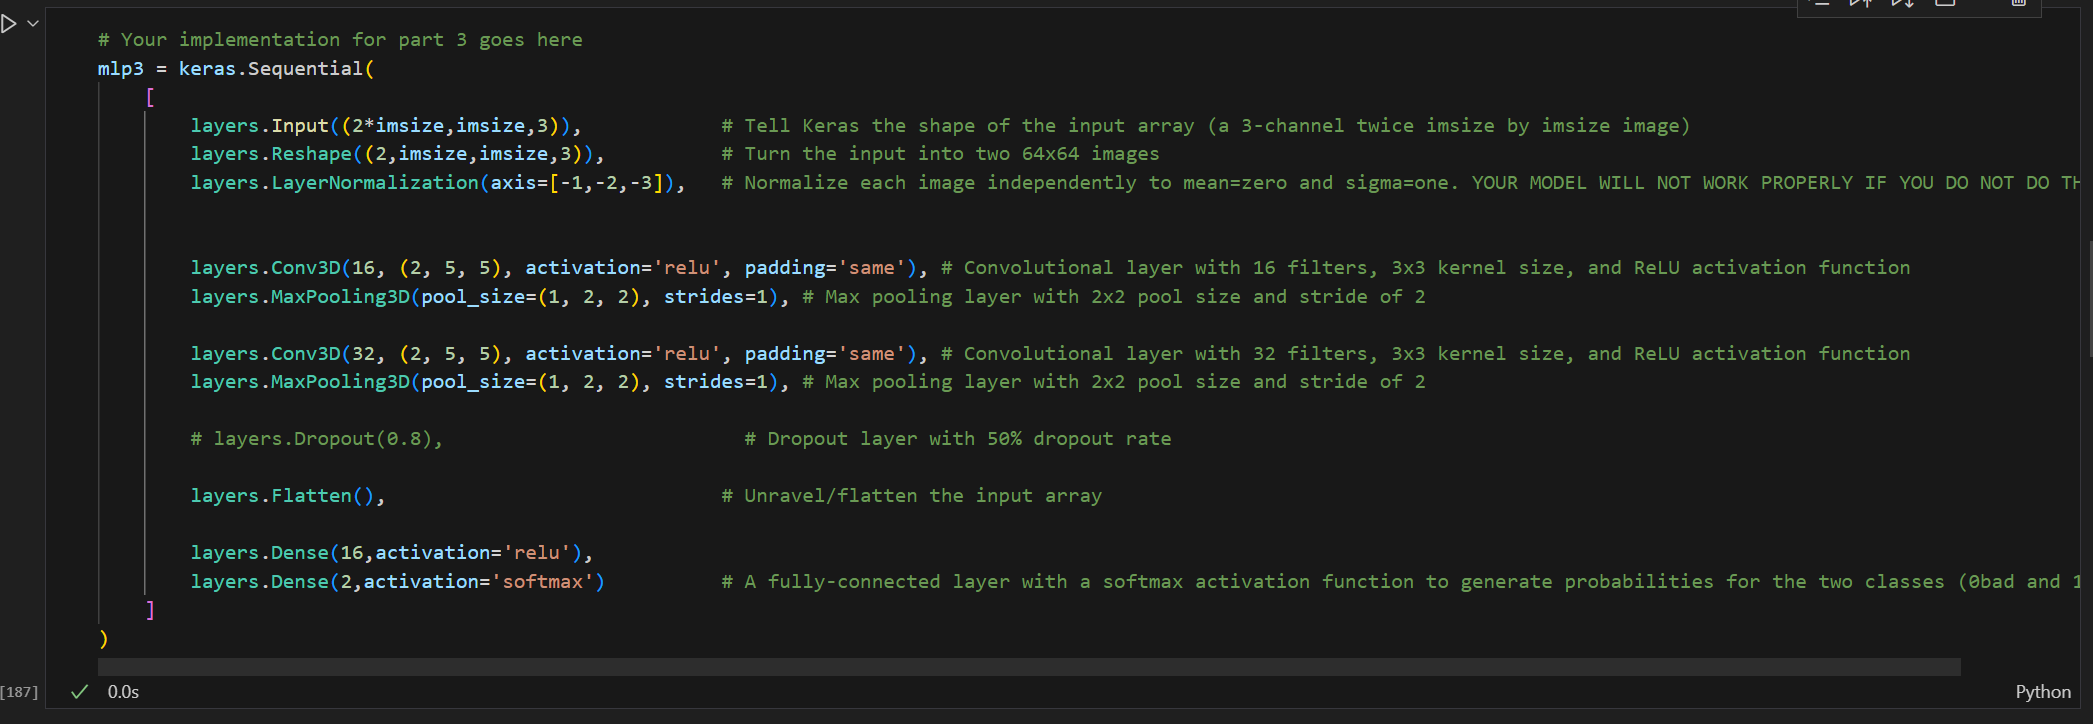 # Your implementation for part 3 goes here
mlp3 = keras.Sequential(
[
layers.Input((2*imsize,imsize,3)), # Tell Keras the shape of the input array (a 3-channel twice imsize by imsize image)
layers.Reshape((2,imsize,imsize,3)), # Turn the input into two 64x64 images
layers.LayerNormalization(axis=[-1,-2,-3]), # Normalize each image independently to mean=zero and sigma=one. YOUR MODEL WILL NOT WORK PROPERLY IF YOU DO NOT DO
layers.Conv3D(16, (2, 5, 5), activation='relu', padding='same'), # Convolutional layer with 16 filters, 3x3 kernel size, and ReLU activation function
layers.MaxPooling3D(pool_size=(1, 2, 2), strides=1), # Max pooling layer with 2x2 pool size and stride of 2
layers.Conv3D(32, (2, 5, 5), activation='relu', padding='same'), # Convolutional layer with 32 filters, 3x3 kernel size, and ReLU activation function
layers.MaxPooling3D(pool_size=(1, 2, 2), strides=1), # Max pooling layer with 2x2 pool size and stride of 2
# layers.Dropout(0.8), # Dropout layer with 50% dropout rate
layers.Flatten(), # Unravel/flatten the input array
layers.Dense(16,activation='relu'),
layers.Dense(2,activation='softmax') # A fully-connected layer with a softmax activation function to generate probabilities for the two classes (0bad and 1
]
)
[187] 0.0s Python